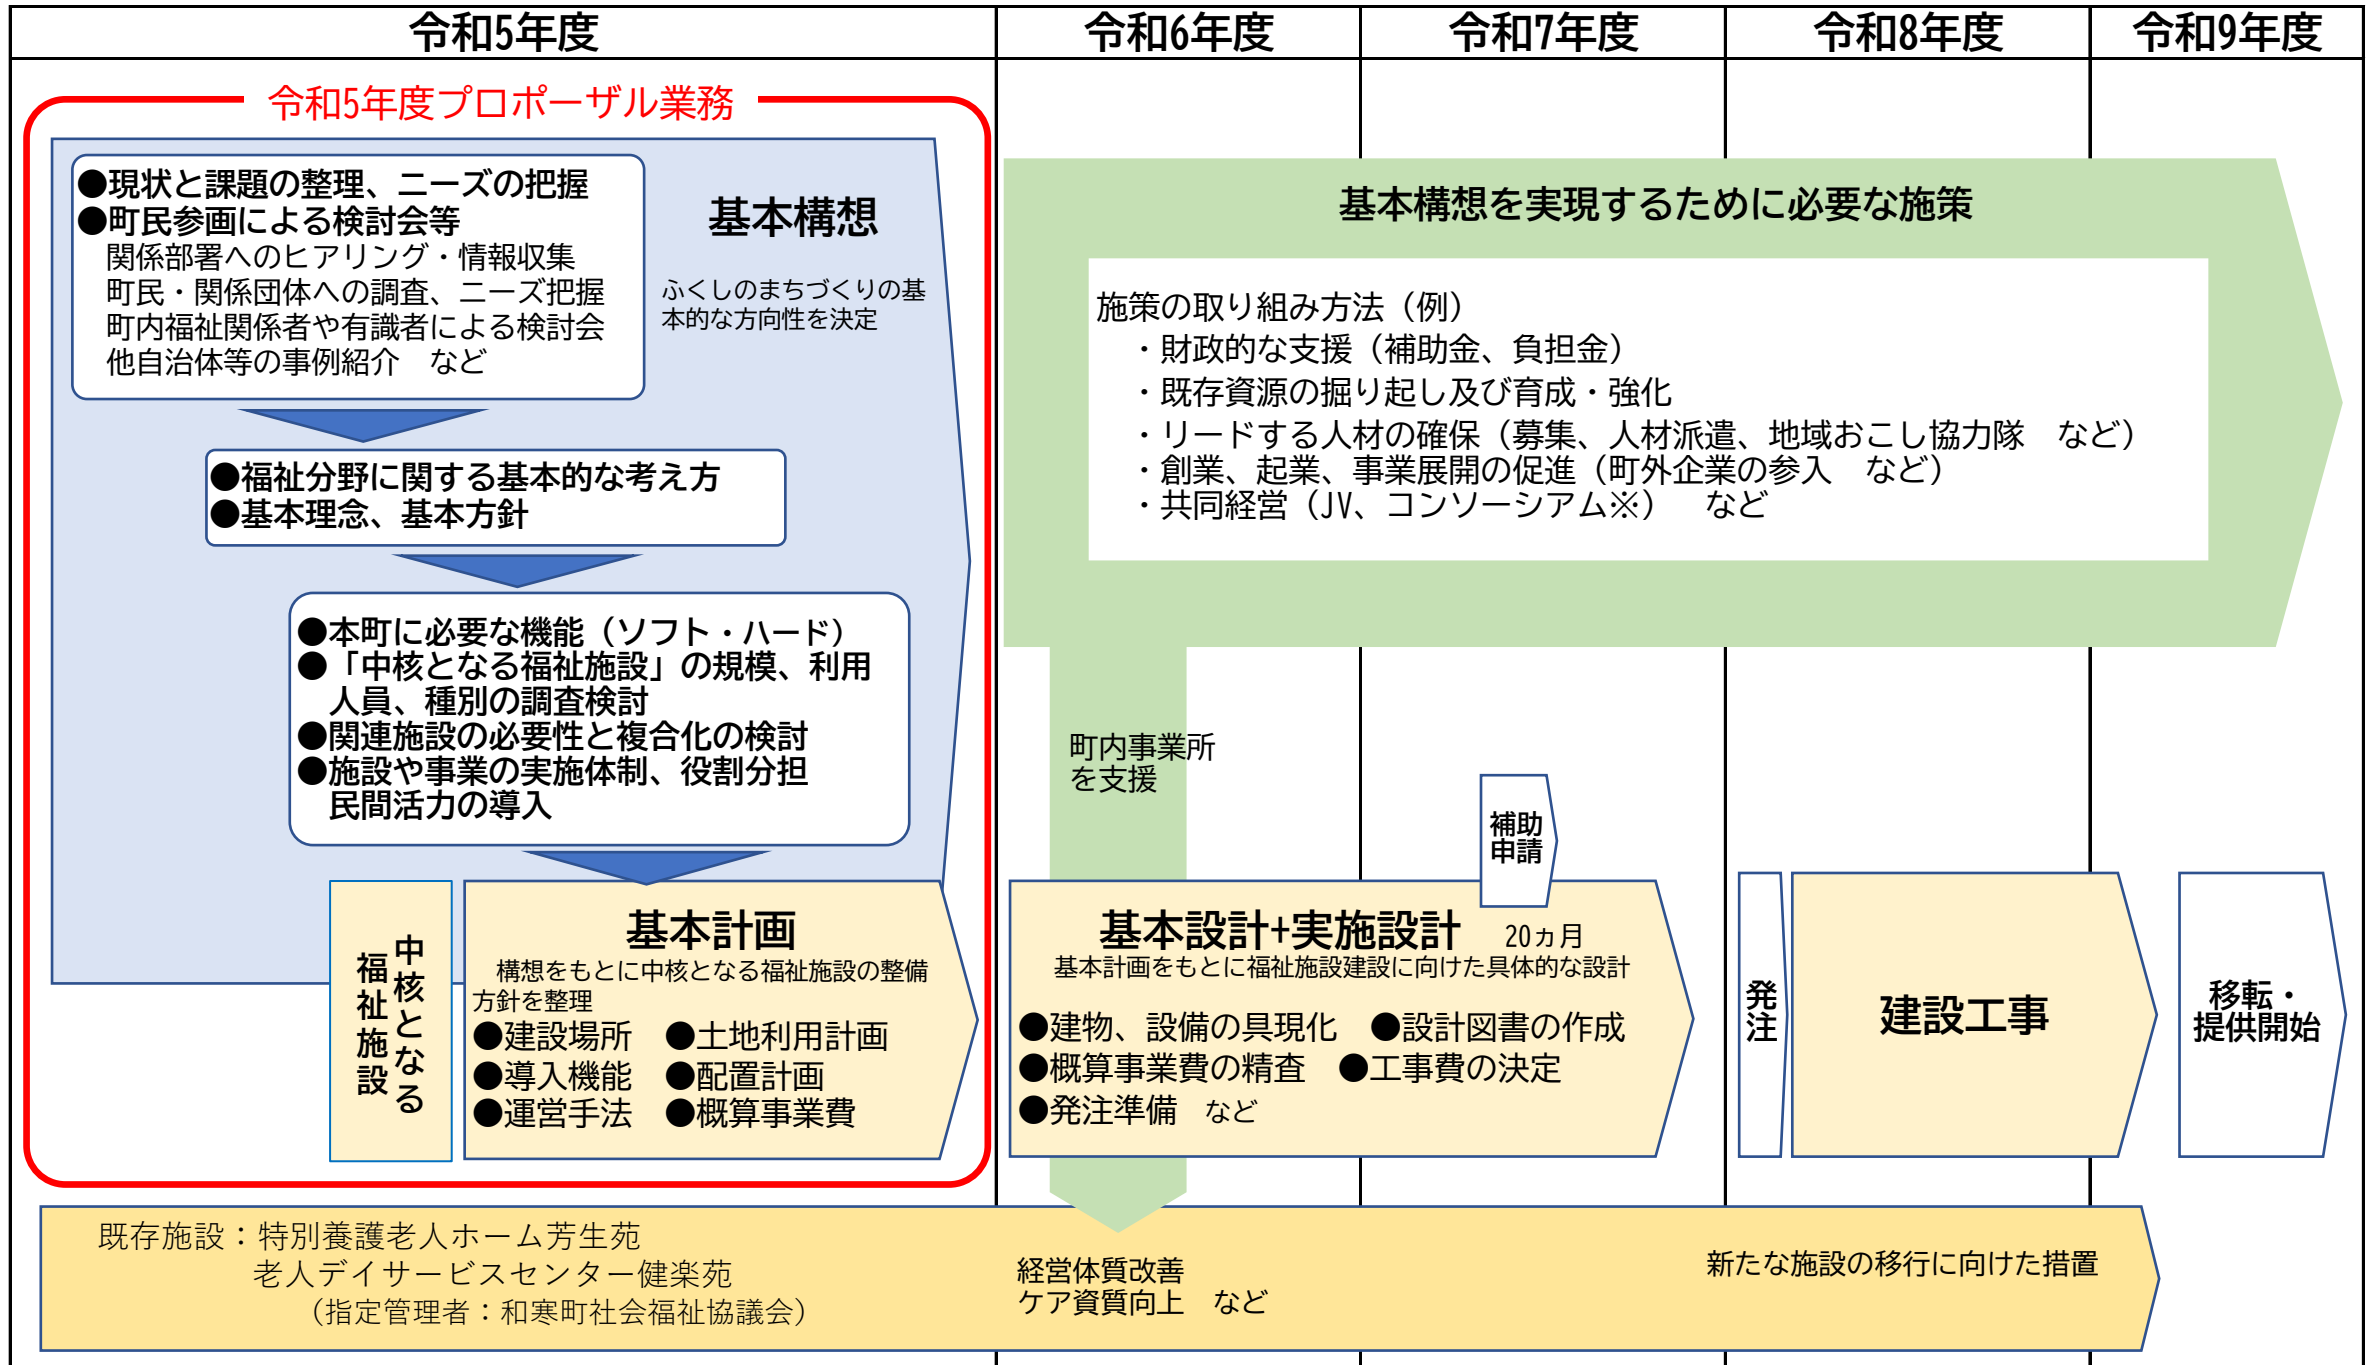 令和5年度
令和6年度
令和7年度
令和8年度
令和9年度
令和5年度プロポーザル業務
●現状と課題の整理、ニーズの把握
●町民参画による検討会等
関係部署へのヒアリング・情報収集
町民・関係団体への調査、ニーズ把握
町内福祉関係者や有識者による検討会
他自治体等の事例紹介　など
基本構想
ふくしのまちづくりの基
本的な方向性を決定
●福祉分野に関する基本的な考え方
●基本理念、基本方針
●本町に必要な機能（ソフト・ハード）
●「中核となる福祉施設」の規模、利用
人員、種別の調査検討
●関連施設の必要性と複合化の検討
●施設や事業の実施体制、役割分担
民間活力の導入
中核となる
福祉施設
基本計画
構想をもとに中核となる福祉施設の整備
方針を整理
●建設場所　●土地利用計画
●導入機能　●配置計画
●運営手法　●概算事業費
基本構想を実現するために必要な施策
施策の取り組み方法（例）
・財政的な支援（補助金、負担金）
・既存資源の掘り起し及び育成・強化
・リードする人材の確保（募集、人材派遣、地域おこし協力隊　など）
・創業、起業、事業展開の促進（町外企業の参入　など）
・共同経営（JV、コンソーシアム※）　など
町内事業所
を支援
補助
申請
基本設計+実施設計　20ヵ月
基本計画をもとに福祉施設建設に向けた具体的な設計
●建物、設備の具現化　●設計図書の作成
●概算事業費の精査　●工事費の決定
●発注準備　など
発
注
建設工事
移転・
提供開始
既存施設：特別養護老人ホーム芳生苑
老人デイサービスセンター健楽苑
（指定管理者：和寒町社会福祉協議会）
経営体質改善
ケア資質向上　など
新たな施設の移行に向けた措置